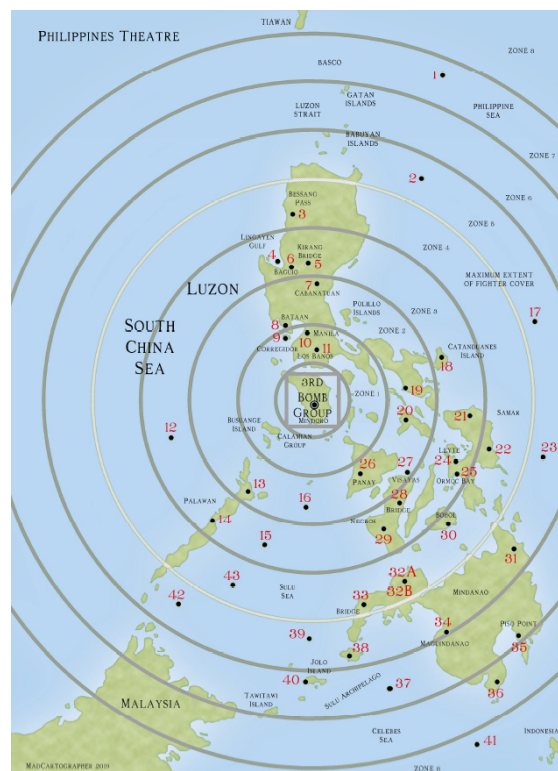 TIAWAN
PHILIPPINES THEATRE
ZONE 8
BASCO
1
GATAN
ISLANDS
PHILIPPINE
SEA
LUZON
STRAIT
BABUYAN
ISLANDS
ZONE 7
2
ZONE 6
BESSANG
PASS
3
ZONE 5
LINGAYEN
GULF
KIRANG
BRIDGE
ZONE 4
4
6
5
BAGUIO
MAXIMUM EXTENT
OF FIGHTER COVER
7
CABANATUAN
LUZON
POLILLO
ISLANDS
ZONE 3
17
BATAAN
8
MANILA
ZONE 2
SOUTH
CHINA
SEA
9
10
CORREGIDOR
11
LOS BANOS
CATANDUANES
ISLAND
18
3RD
BOMB
GROUP
MINDORO
ZONE 1
19
BUSUANGE
ISLAND
20
21
SAMAR
12
CALAMIAN
GROUP
22
LEYTE
23
24
26
27
25
PANAY
VISAYAS
ORMOC BAY
13
PALAWAN
16
28
BRIDGE
14
NEGROS
BOHOL
29
30
15
31
32A
43
SULU
SEA
32B
MINDANAO
42
33
BRIDGE
PISO POINT
34
39
MAGUINDANAO
35
38
JOLO
ISLAND
40
37
36
MALAYSIA
TAWITAWI
ISLAND
SULU ARCHIPELAGO
CELEBES
SEA
INDONESIA
41
MADCARTOGRAPHER 2019
ZONE 9